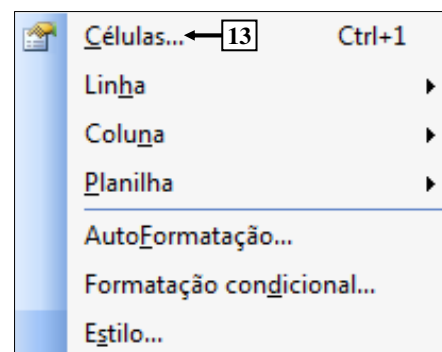 Células... 13 Ctrl+1
Linha
Coluna
Planilha
AutoFormatação...
Formatação condicional...
Estilo...